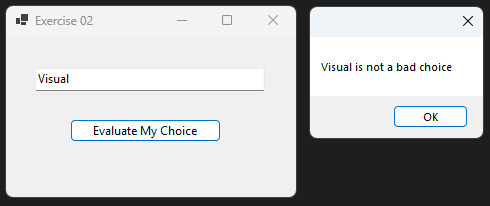 Exercise 02
Visual
Evaluate My Choice
Visual is not a bad choice
OK